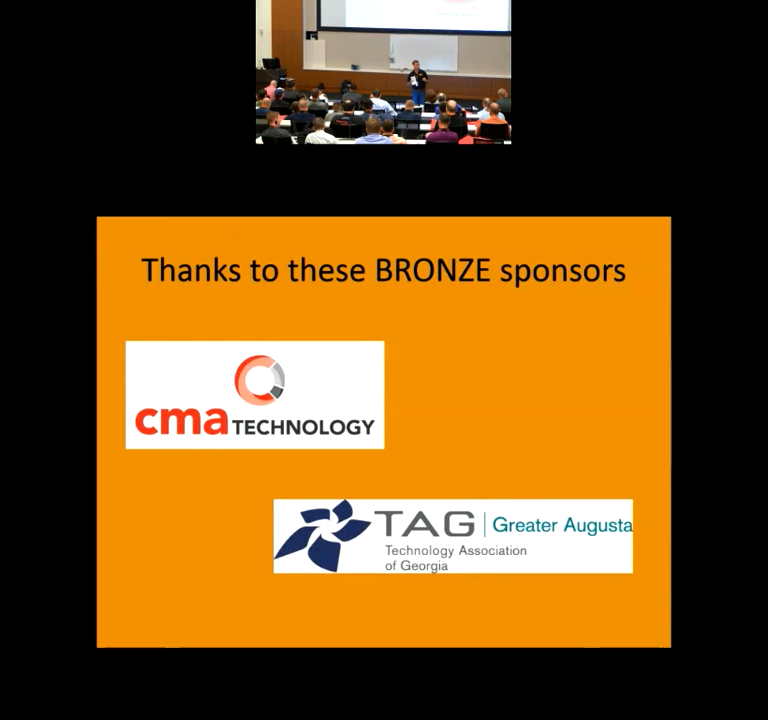 Thanks to these BRONZE sponsors
cma TECHNOLOGY
TAG | Greater Augusta
Technology Association
of Georgia